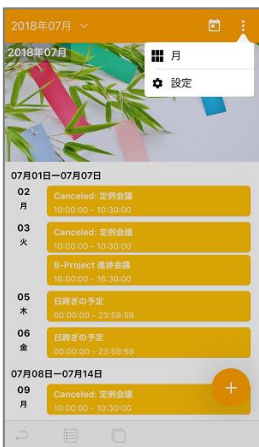 2018年07月
月
2018年07月
設定
07月01日ー07月07日
02
月
Canceled: 定例会議
10:00:00 - 10:30:00
03
火
Canceled: 定例会議
10:00:00 - 10:30:00
B-Project 進捗会議
16:00:00 - 16:30:00
05
木
日跨ぎの予定
00:00:00 - 23:59:59
06
金
日跨ぎの予定
00:00:00 - 23:59:59
07月08日ー07月14日
09
月
Canceled: 定例会議
10:00:00 - 10:30:00